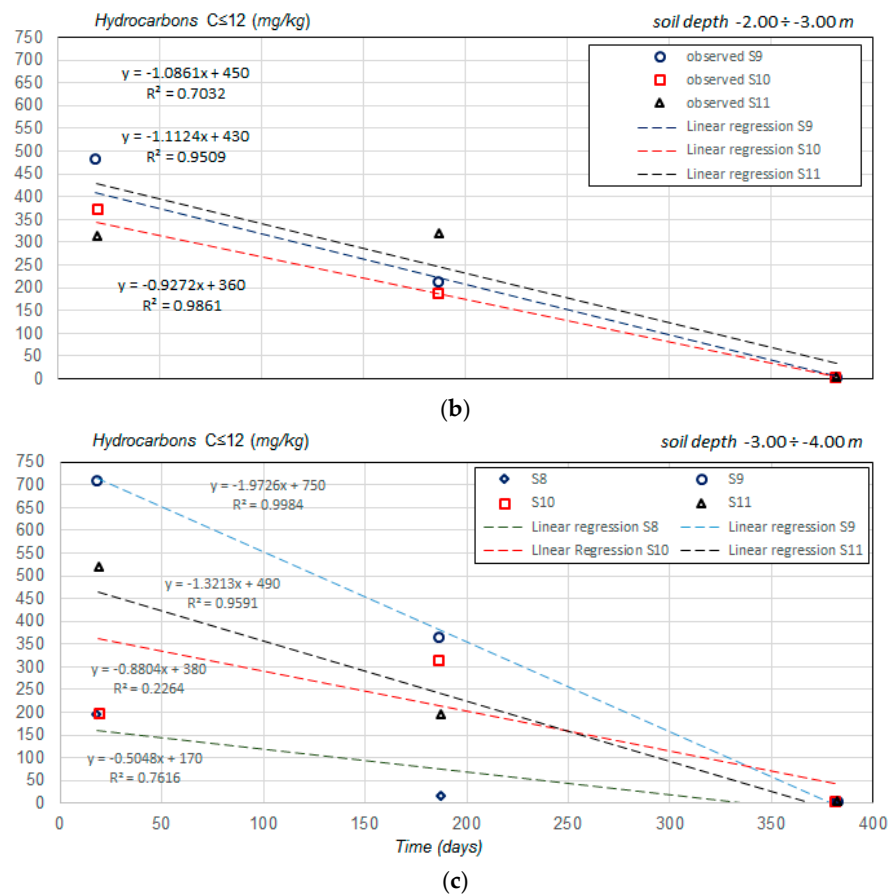 Hydrocarbons C≤12 (mg/kg) soil depth -2.00 ÷ -3.00 m
750
700
650
600
550
500
450
400
350
300
250
200
150
100
50
0
y = -1.0861x + 450
R² = 0.7032
y = -1.1124x + 430
R² = 0.9509
y = -0.9272x + 360
R² = 0.9861
observed S9
observed S10
observed S11
Linear regression S9
Linear regression S10
Linear regression S11
(b)
Hydrocarbons C≤12 (mg/kg) soil depth -3.00 ÷ -4.00 m
750
700
650
600
550
500
450
400
350
300
250
200
150
100
50
0
y = -1.9726x + 750
R² = 0.9984
y = -1.3213x + 490
R² = 0.9591
y = -0.8804x + 380
R² = 0.2264
y = -0.5048x + 170
R² = 0.7616
S8 S9
S10 S11
Linear regression S8 Linear regression S9
LInear Regression S10 Linear regression S11
0 50 100 150 200 250 300 350 400
Time (days)
(c)